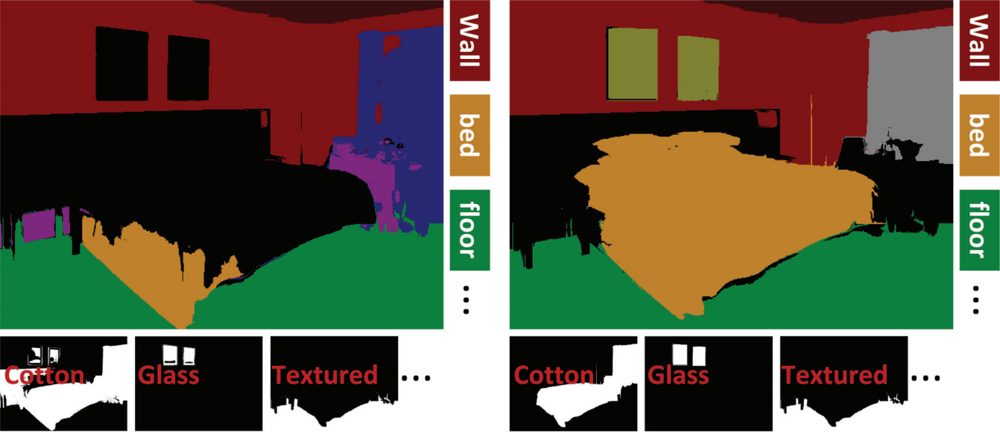 Wall
bed
floor
...
Cotton
Glass
Textured
...
Wall
bed
floor
...
Cotton
Glass
Textured
...